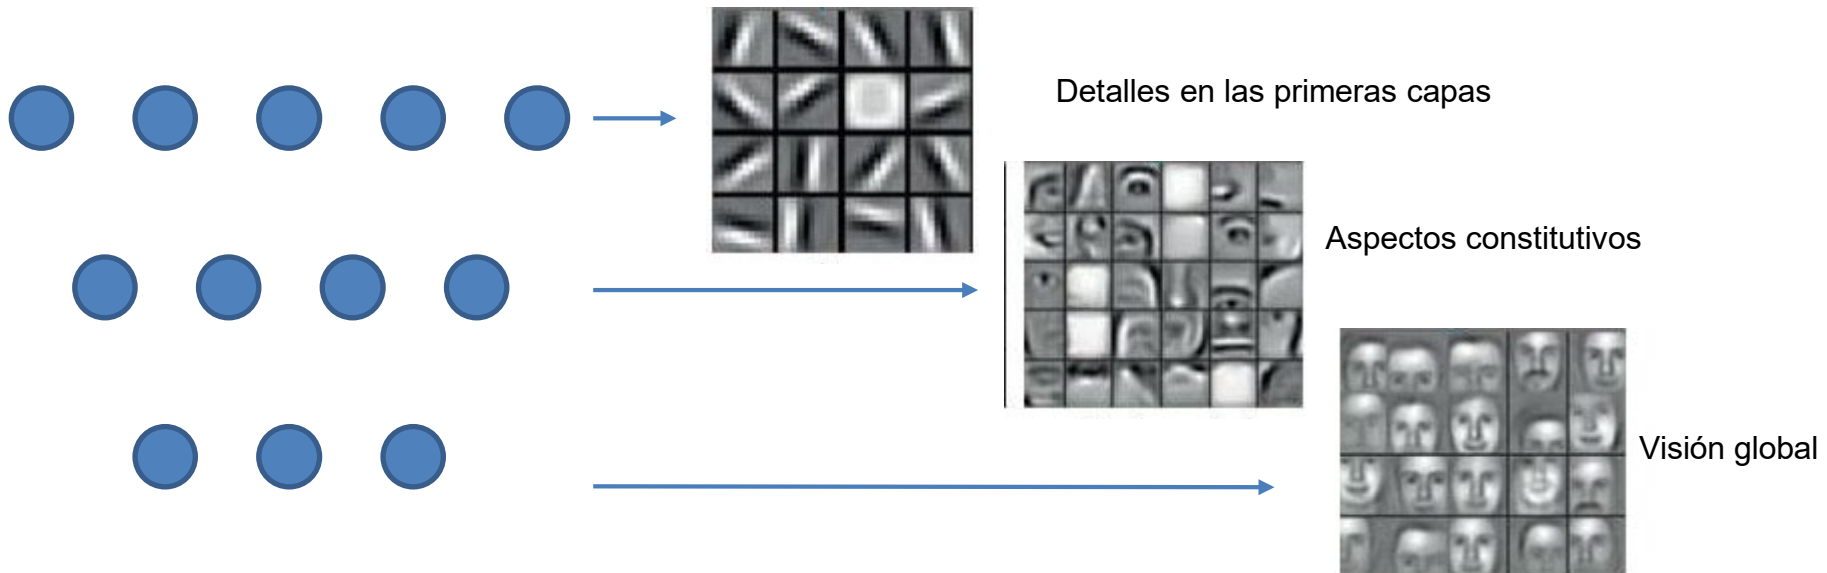 Detalles en las primeras capas
Aspectos constitutivos
Visión global